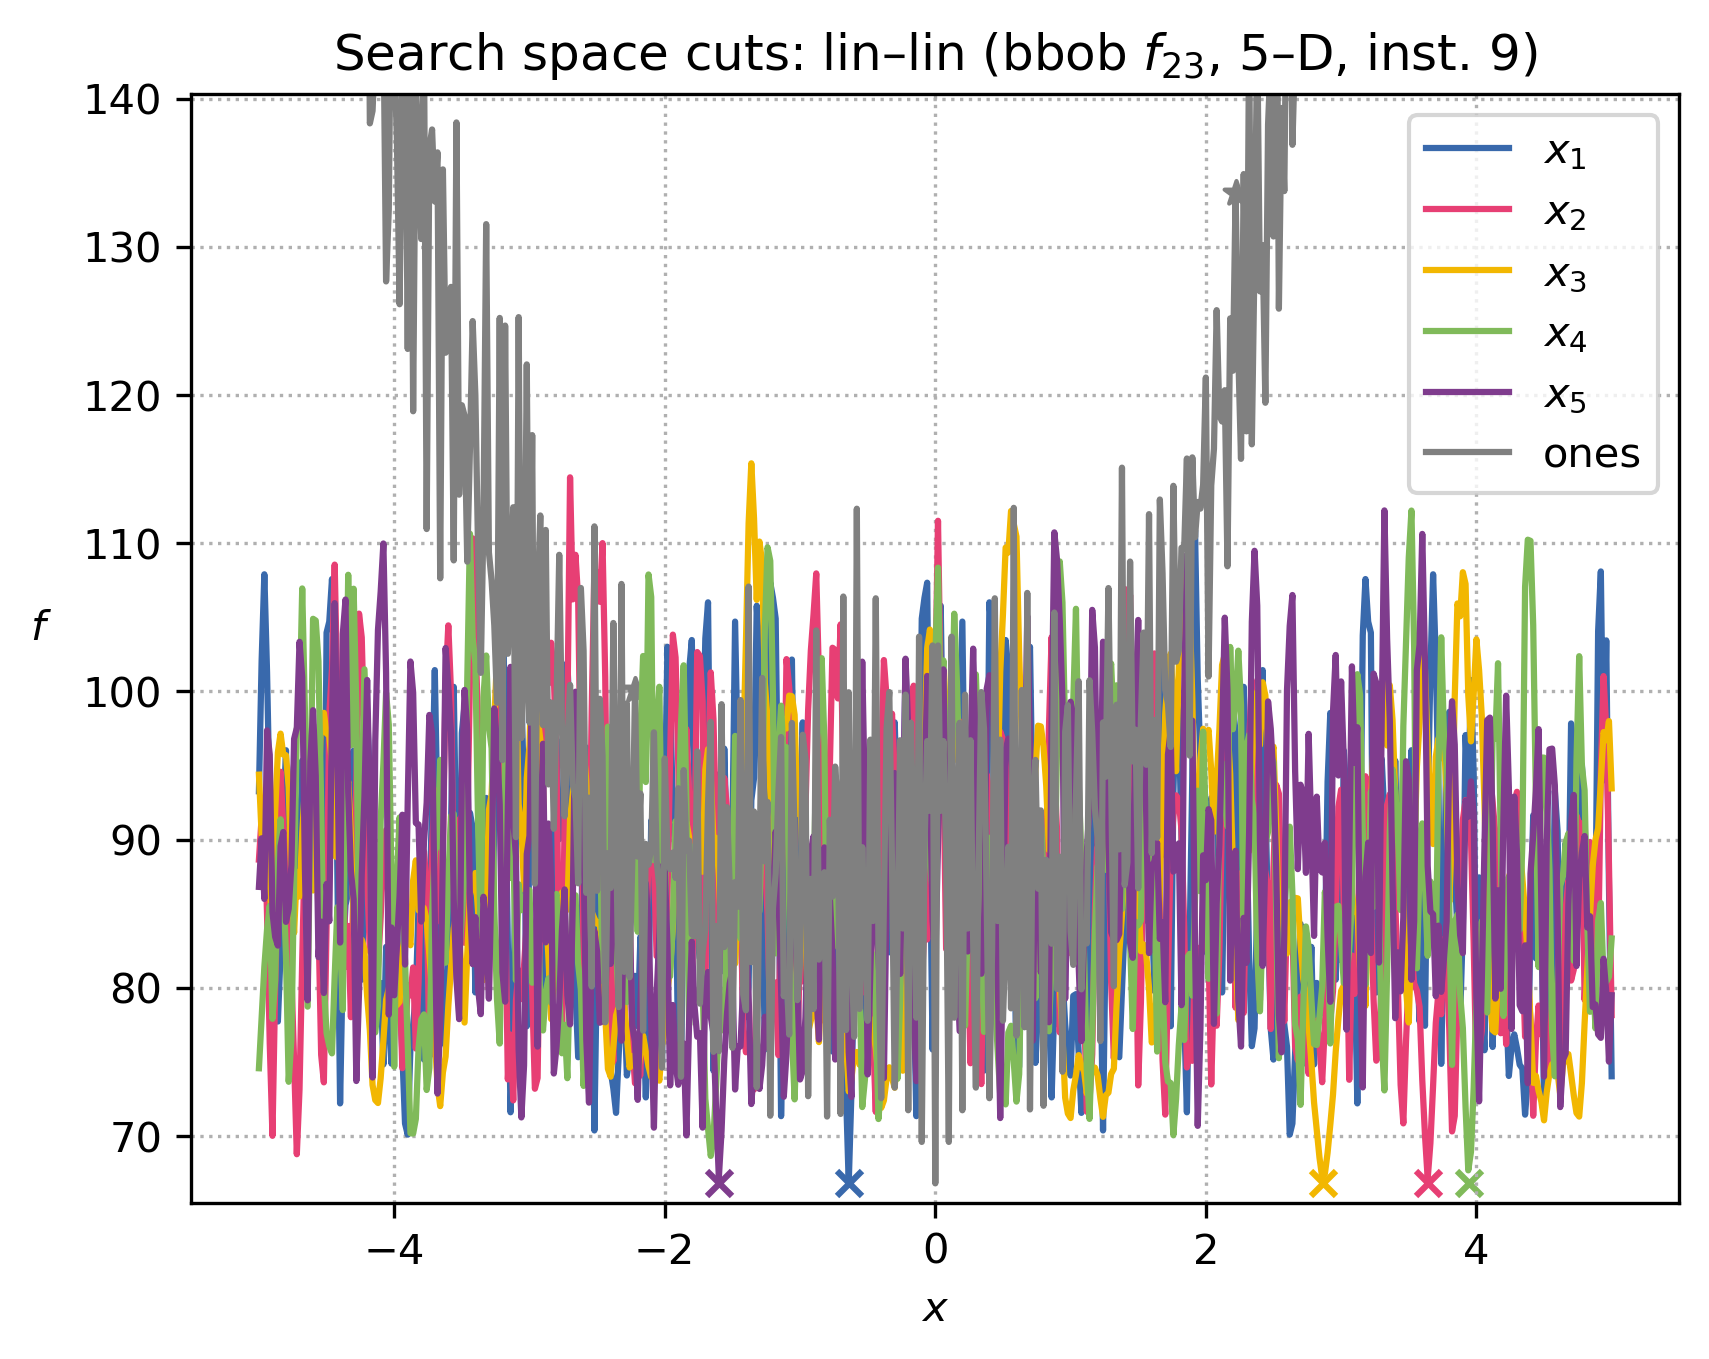 Search space cuts: lin–lin (bbob f₂₃, 5–D, inst. 9)
140
130
120
110
100
90
80
70
f
x₁
x₂
x₃
x₄
x₅
ones
−4
−2
0
2
4
x